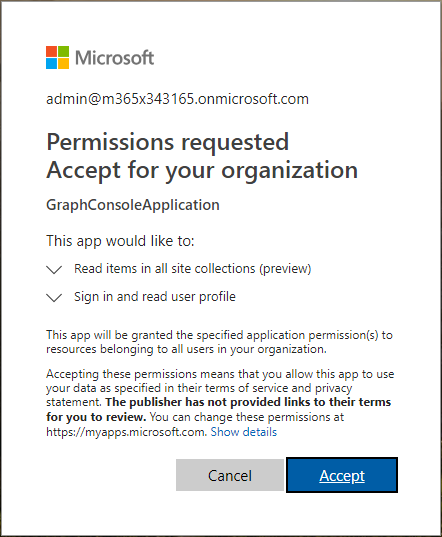 Microsoft
admin@m365x343165.onmicrosoft.com
Permissions requested
Accept for your organization
GraphConsoleApplication
This app would like to:
Read items in all site collections (preview)
Sign in and read user profile
This app will be granted the specified application permission(s) to
resources belonging to all users in your organization.
Accepting these permissions means that you allow this app to use
your data as specified in their terms of service and privacy
statement. The publisher has not provided links to their terms
for you to review. You can change these permissions at
https://myapps.microsoft.com. Show details
Cancel Accept